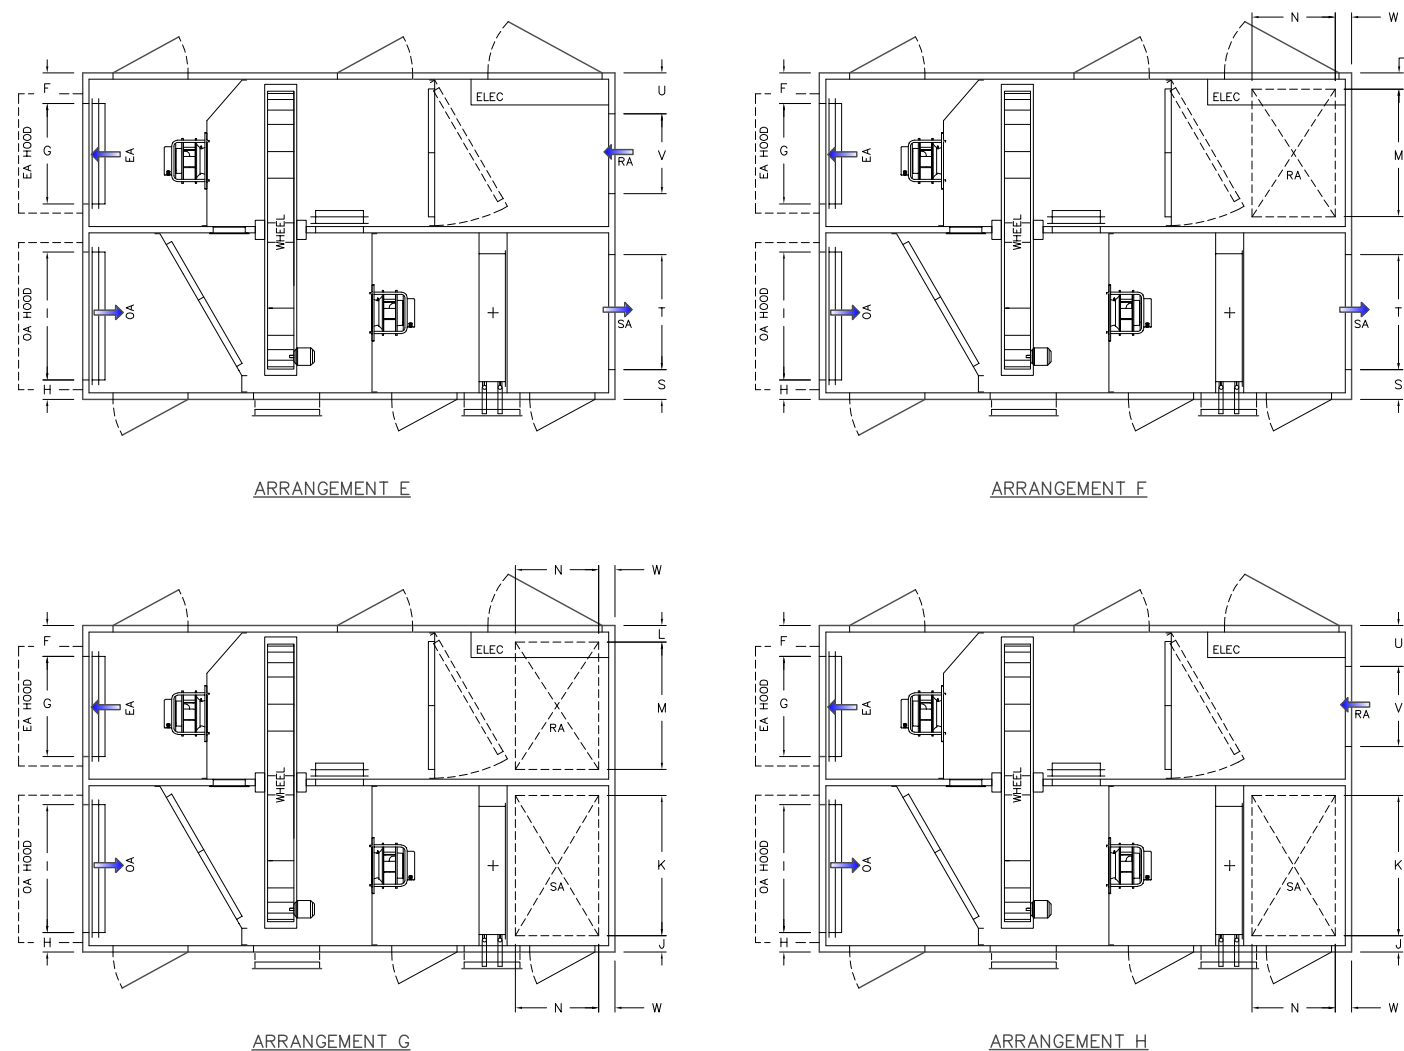 N W
F U
ELEC
EA HOOD G EA V
RA
WHEEL
OA HOOD I OA T
SA
H S
ARRANGEMENT E
F L
ELEC
EA HOOD G EA M
RA
WHEEL
OA HOOD I OA T
SA
H S
ARRANGEMENT F
N W
F L
ELEC
EA HOOD G EA M
RA
WHEEL
OA HOOD I OA K
SA
H J
N W
ARRANGEMENT G
F U
ELEC
EA HOOD G EA V
RA
WHEEL
OA HOOD I OA K
SA
H J
N W
ARRANGEMENT H